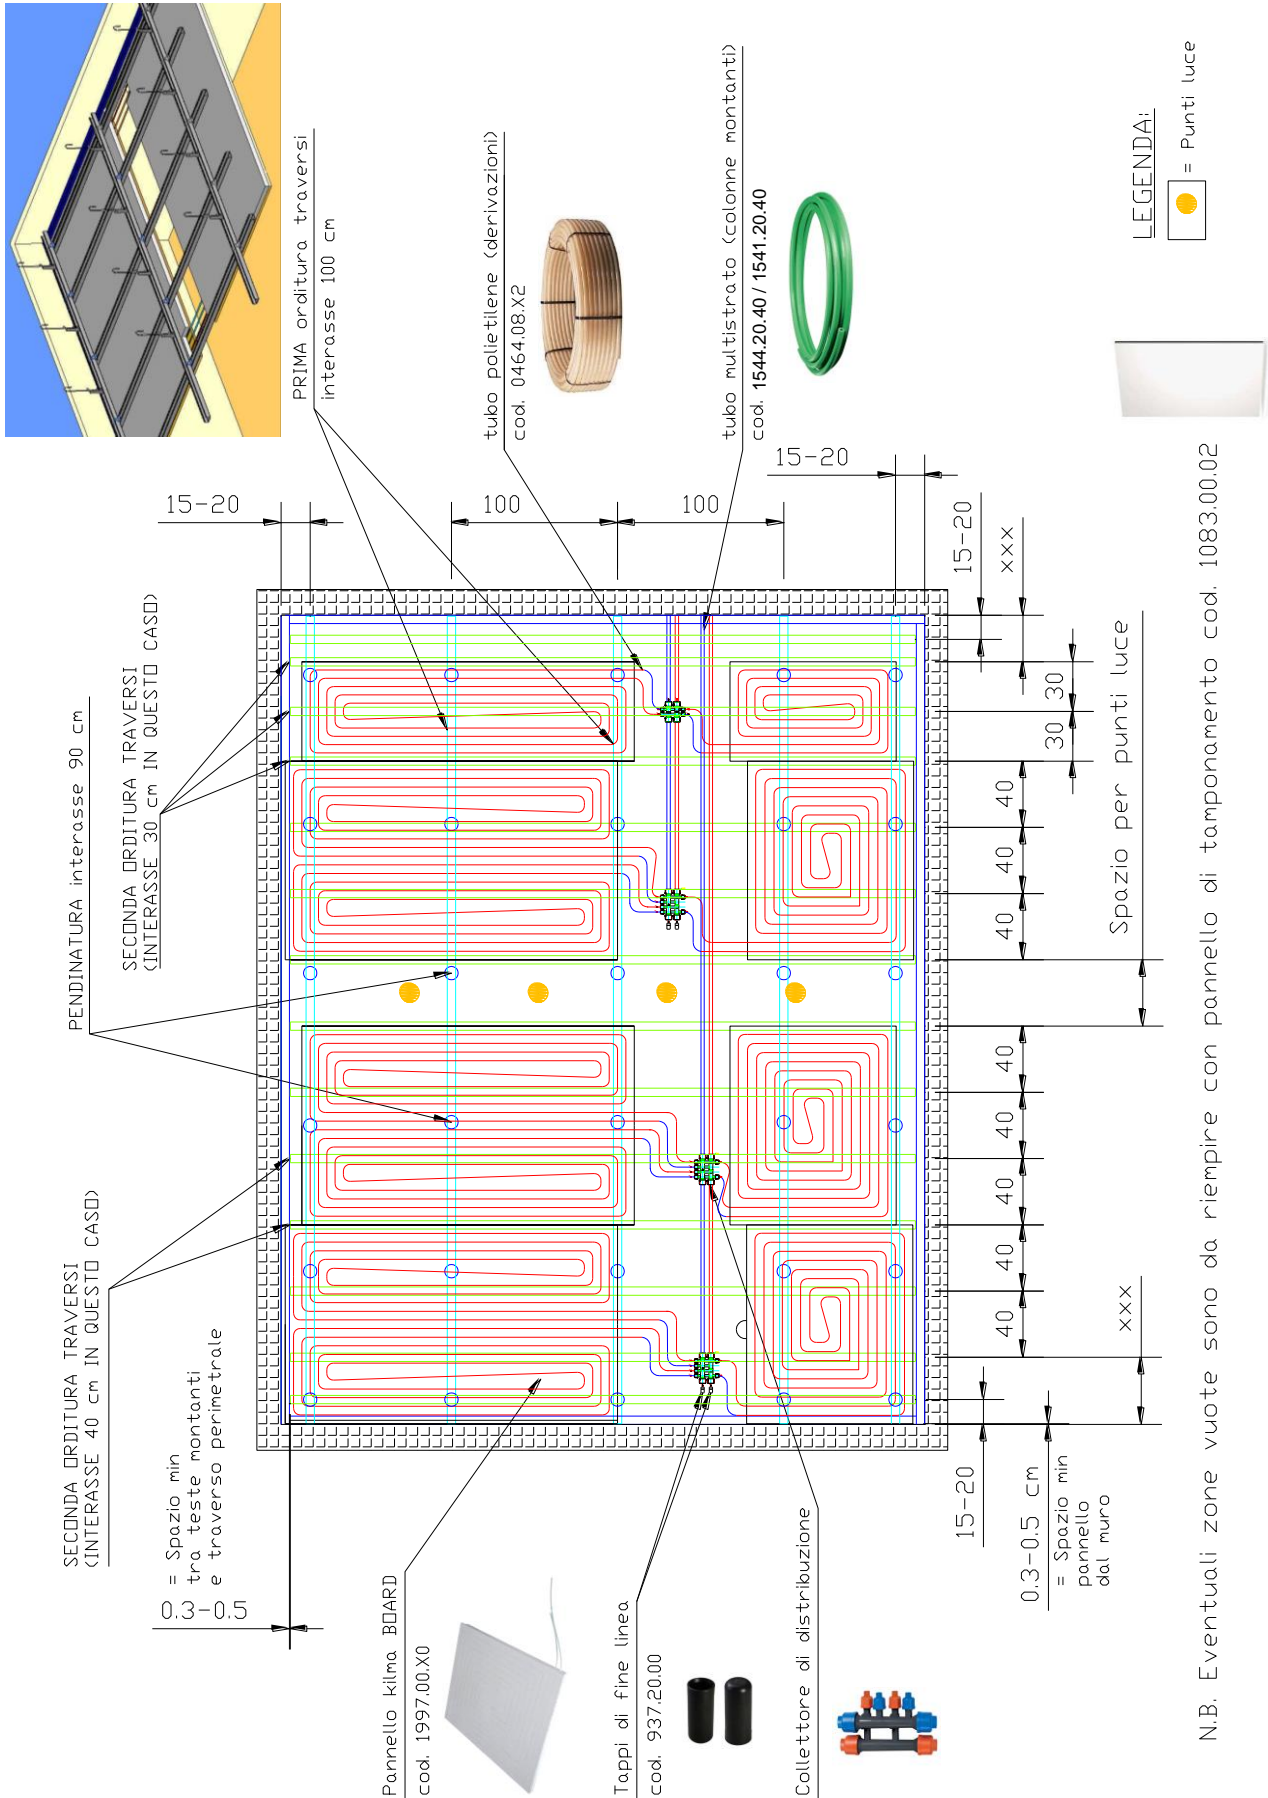 PENDINATURA interasse 90 cm
SECONDA ORDITURA TRAVERSI
(INTERASSE 30 cm IN QUESTO CASO)
SECONDA ORDITURA TRAVERSI
(INTERASSE 40 cm IN QUESTO CASO)
= Spazio min
tra teste montanti
e traverso perimetrale
0.3-0.5
15-20
100
100
15-20
PRIMA orditura traversi
interasse 100 cm
tubo polietilene (derivazioni)
cod. 0464.08.X2
tubo multistrato (colonne montanti)
cod. 1544.20.40 / 1541.20.40
LEGENDA:
= Punti luce
Pannello kilma BOARD
cod. 1997.00.X0
Tappi di fine linea
cod. 937.20.00
Collettore di distribuzione
15-20
0.3-0.5 cm
= Spazio min
pannello
dal muro
xxx
40
40
40
40
40
Spazio per punti luce
40
40
40
30
30
15-20
xxx
N.B. Eventuali zone vuote sono da riempire con pannello di tamponamento cod. 1083.00.02